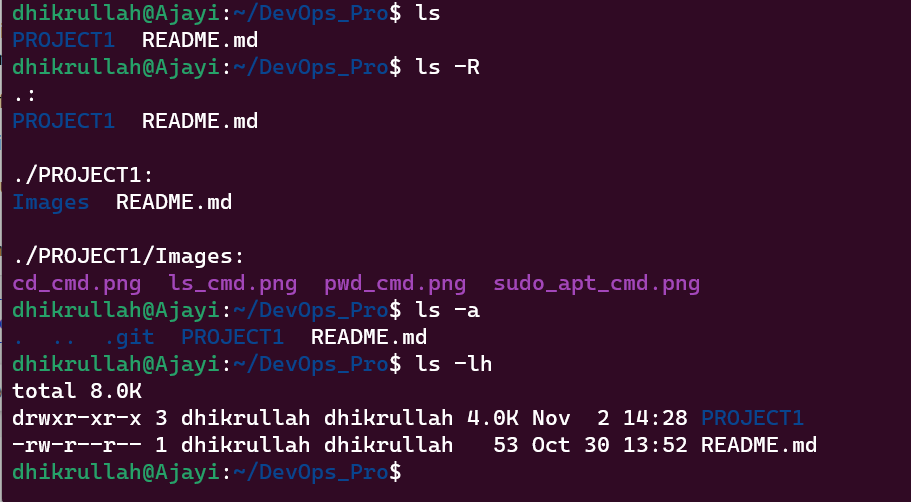 dhikrullah@Ajayi:~/DevOps_Pro$ ls
PROJECT1  README.md
dhikrullah@Ajayi:~/DevOps_Pro$ ls -R
.:
PROJECT1  README.md

./PROJECT1:
Images  README.md

./PROJECT1/Images:
cd_cmd.png  ls_cmd.png  pwd_cmd.png  sudo_apt_cmd.png
dhikrullah@Ajayi:~/DevOps_Pro$ ls -a
.  ..  .git  PROJECT1  README.md
dhikrullah@Ajayi:~/DevOps_Pro$ ls -lh
total 8.0K
drwxr-xr-x 3 dhikrullah dhikrullah 4.0K Nov  2 14:28 PROJECT1
-rw-r--r-- 1 dhikrullah dhikrullah   53 Oct 30 13:52 README.md
dhikrullah@Ajayi:~/DevOps_Pro$